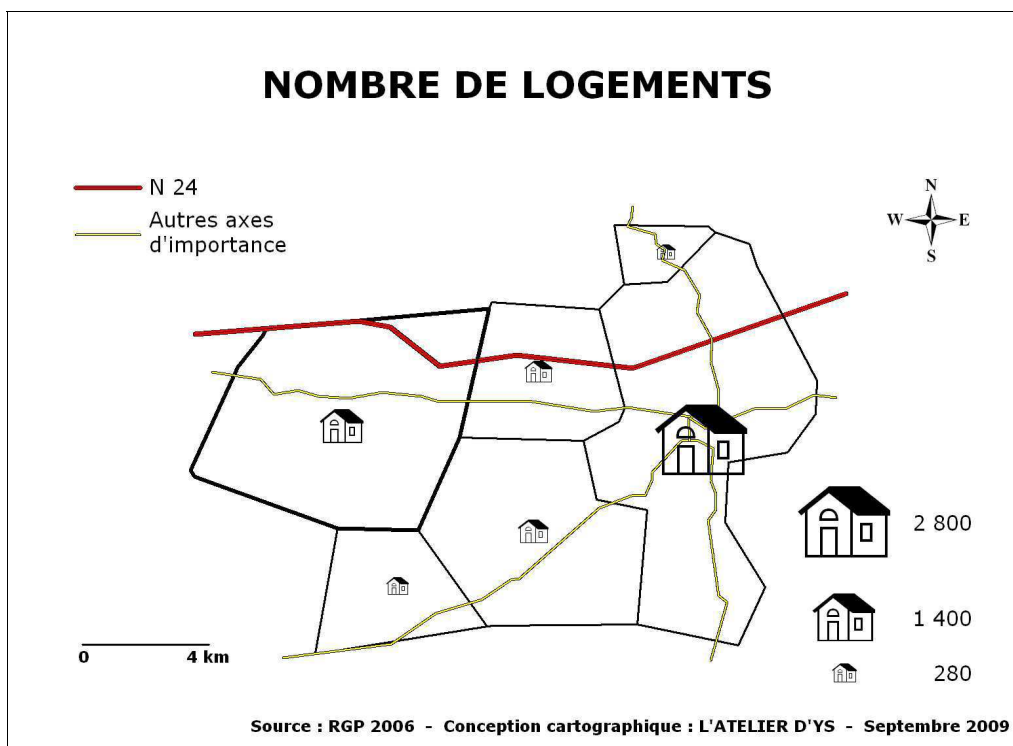 NOMBRE DE LOGEMENTS
N 24
Autres axes
d'importance
N
W E
S
2 800
1 400
280
0 4 km
Source : RGP 2006 - Conception cartographique : L'ATELIER D'YS - Septembre 2009